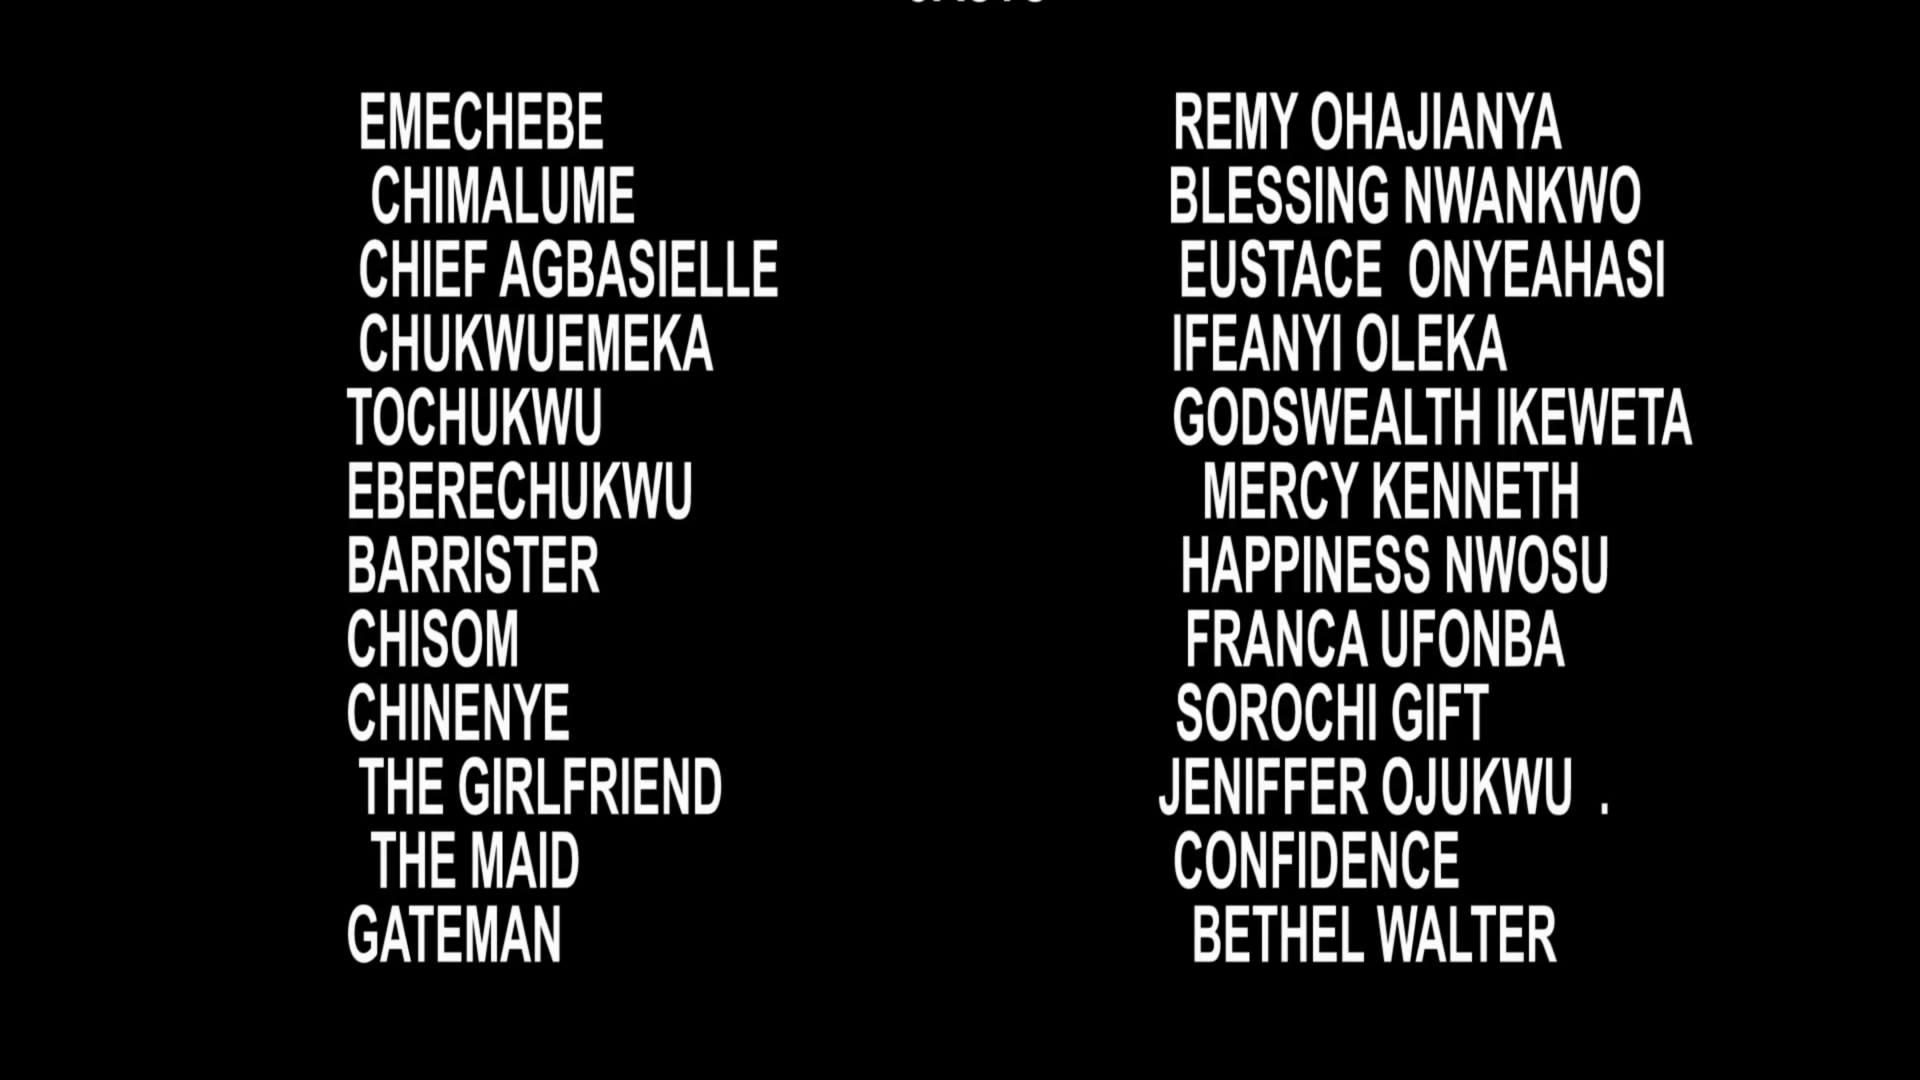 EMECHEBE REMY OHAJIANYA
CHIMALUME BLESSING NWANKWO
CHIEF AGBASIELLE EUSTACE ONYEAHASI
CHUKWUEMEKA IFEANYI OLEKA
TOCHUKWU GODSWEALTH IKEWETA
EBERECHUKWU MERCY KENNETH
BARRISTER HAPPINESS NWOSU
CHISOM FRANCA UFONBA
CHINENYE SOROCHI GIFT
THE GIRLFRIEND JENIFFER OJUKWU .
THE MAID CONFIDENCE
GATEMAN BETHEL WALTER